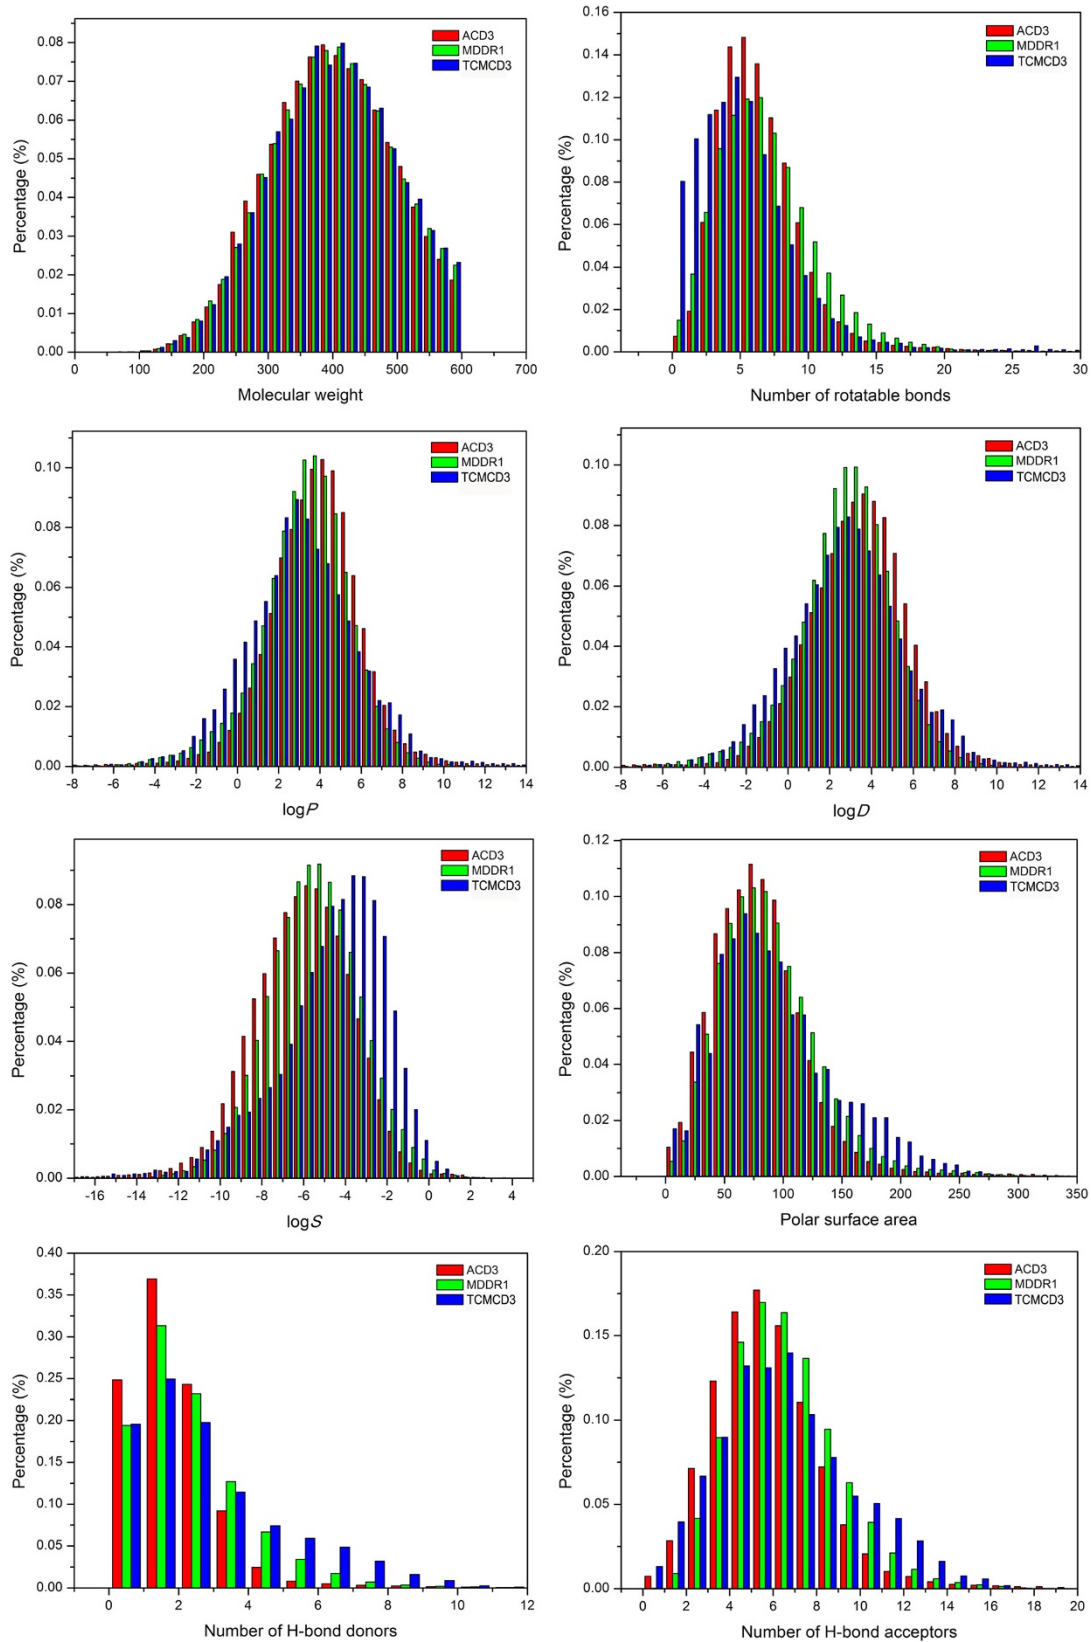 ACD3
MDDR1
TCMCD3
Percentage (%)
0.08
0.07
0.06
0.05
0.04
0.03
0.02
0.01
0.00
0 100 200 300 400 500 600 700
Molecular weight
ACD3
MDDR1
TCMCD3
Percentage (%)
0.16
0.14
0.12
0.10
0.08
0.06
0.04
0.02
0.00
0 5 10 15 20 25 30
Number of rotatable bonds
ACD3
MDDR1
TCMCD3
Percentage (%)
0.10
0.08
0.06
0.04
0.02
0.00
-8 -6 -4 -2 0 2 4 6 8 10 12 14
logP
ACD3
MDDR1
TCMCD3
Percentage (%)
0.10
0.08
0.06
0.04
0.02
0.00
-8 -6 -4 -2 0 2 4 6 8 10 12 14
logD
ACD3
MDDR1
TCMCD3
Percentage (%)
0.08
0.06
0.04
0.02
0.00
-16 -14 -12 -10 -8 -6 -4 -2 0 2 4
logS
ACD3
MDDR1
TCMCD3
Percentage (%)
0.12
0.10
0.08
0.06
0.04
0.02
0.00
0 50 100 150 200 250 300 350
Polar surface area
ACD3
MDDR1
TCMCD3
Percentage (%)
0.40
0.35
0.30
0.25
0.20
0.15
0.10
0.05
0.00
0 2 4 6 8 10 12
Number of H-bond donors
ACD3
MDDR1
TCMCD3
Percentage (%)
0.20
0.15
0.10
0.05
0.00
0 2 4 6 8 10 12 14 16 18 20
Number of H-bond acceptors